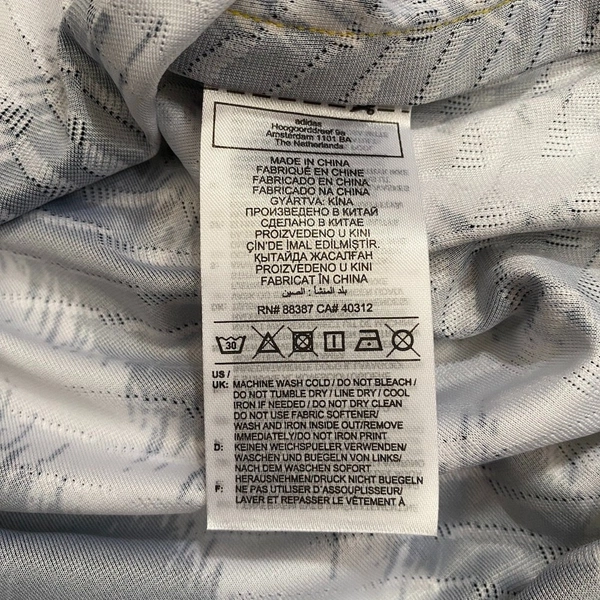 adidas
Hoogoorddreef 9a
Amsterdam 1101 BA
The Netherlands
MADE IN CHINA
FABRIQUÉ EN CHINE
FABRICADO EN CHINA
FABRICADO NA CHINA
GYÁRTVA: KÍNA
ПРОИЗВЕДЕНО В КИТАЙ
СДЕЛАНО В КИТАЕ
PROIZVEDENO U KINI
ÇİN'DE İMAL EDİLMİŞTİR.
ҚЫТАЙДА ЖАСАЛҒАН
PROIZVEDENO U KINI
FABRICAT ÎN CHINA
بلد المنشأ : الصين
RN# 88387 CA# 40312
30
US /
UK: MACHINE WASH COLD / DO NOT BLEACH /
DO NOT TUMBLE DRY / LINE DRY / COOL
IRON IF NEEDED / DO NOT DRY CLEAN
DO NOT USE FABRIC SOFTENER/
WASH AND IRON INSIDE OUT/REMOVE
IMMEDIATELY/DO NOT IRON PRINT
D: KEINEN WEICHSPUELER VERWENDEN/
WASCHEN UND BUEGELN VON LINKS/
NACH DEM WASCHEN SOFORT
HERAUSNEHMEN/DRUCK NICHT BUEGELN
F: NE PAS UTILISER D'ASSOUPLISSEUR/
LAVER ET REPASSER LE VÊTEMENT À